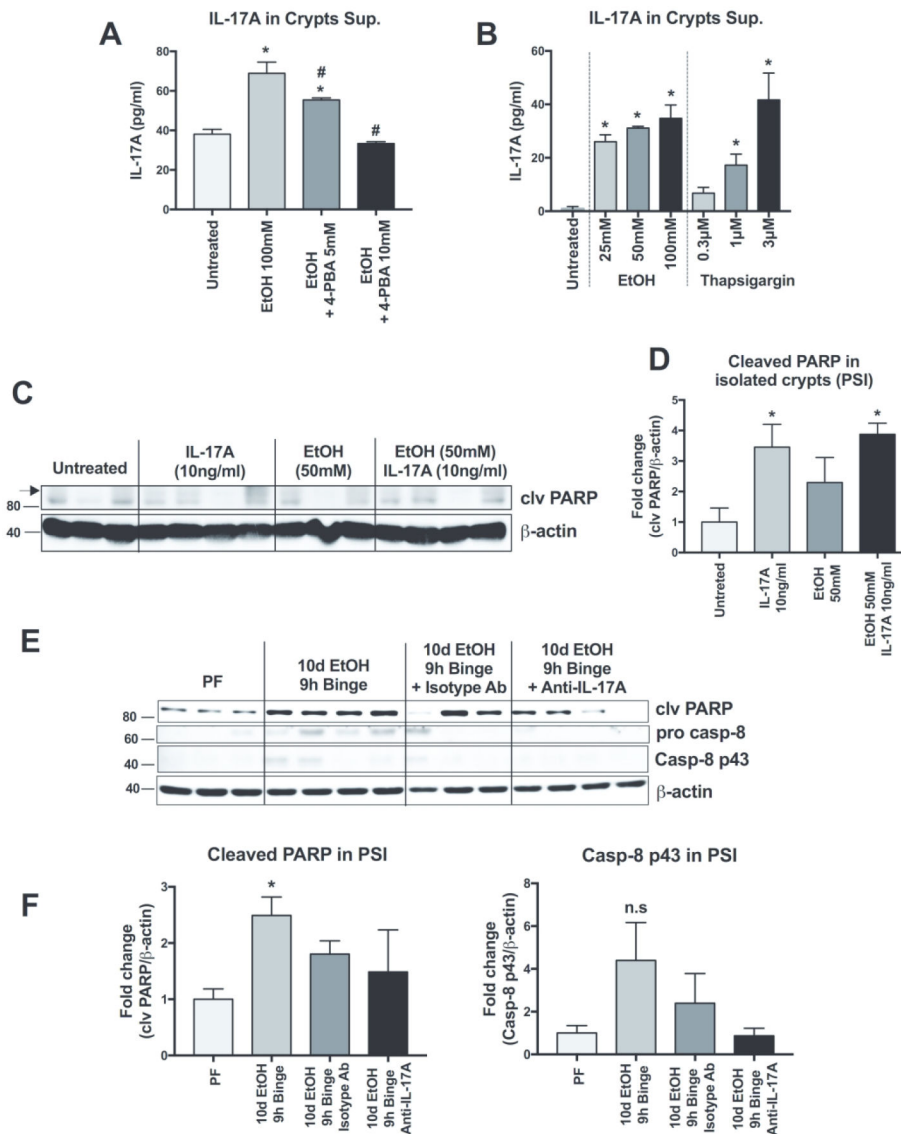 A
IL-17A in Crypts Sup.
IL-17A (pg/ml)
80
60
40
20
0
*
#
*
#
Untreated
EtOH 100mM
EtOH
+ 4-PBA 5mM
EtOH
+ 4-PBA 10mM
B
IL-17A in Crypts Sup.
IL-17A (pg/ml)
60
40
20
0
*
*
*
*
*
Untreated
25mM
50mM
100mM
0.3µM
1µM
3µM
EtOH
Thapsigargin
C
Untreated
IL-17A
(10ng/ml)
EtOH
(50mM)
EtOH (50mM)
IL-17A (10ng/ml)
80
clv PARP
40
β-actin
D
Cleaved PARP in
isolated crypts (PSI)
Fold change
(clv PARP/β-actin)
5
4
3
2
1
0
*
*
Untreted
IL-17A
10ng/ml
EtOH
50mM
EtOH 50mM
IL-17A 10ng/ml
E
PF
10d EtOH
9h Binge
10d EtOH
9h Binge
+ Isotype Ab
10d EtOH
9h Binge
+ Anti-IL-17A
80
clv PARP
60
pro casp-8
40
Casp-8 p43
40
β-actin
F
Cleaved PARP in PSI
Fold change
(clv PARP/β-actin)
3
2
1
0
*
PF
10d EtOH
9h Binge
10d EtOH
9h Binge
Isotype Ab
10d EtOH
9h Binge
Anti-IL-17A
Casp-8 p43 in PSI
Fold change
(Casp-8 p43/β-actin)
8
6
4
2
0
n.s
PF
10d EtOH
9h Binge
10d EtOH
9h Binge
Isotype Ab
10d EtOH
9h Binge
Anti-IL-17A